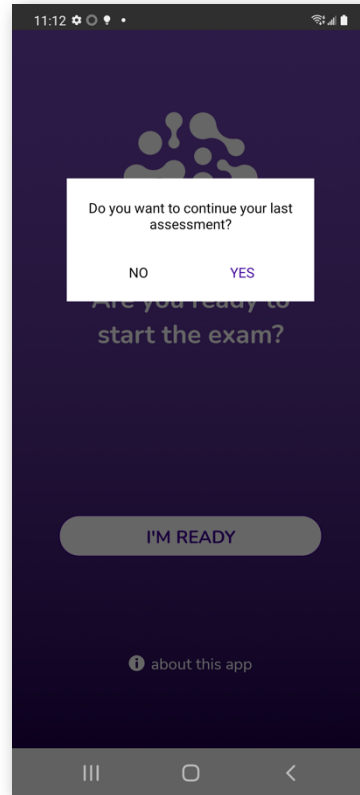 11:12
Do you want to continue your last
assessment?
NO YES
Are you ready to
start the exam?
I'M READY
about this app